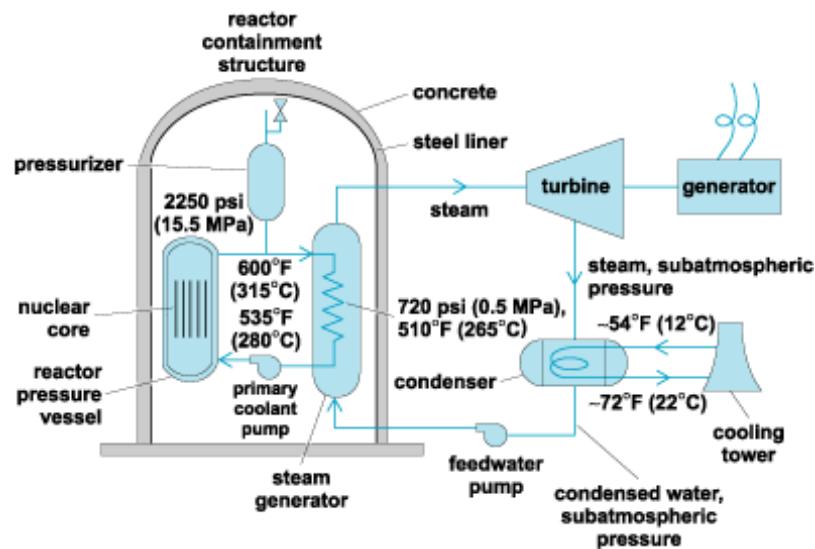 reactor
containment
structure
concrete
steel liner
pressurizer
2250 psi
(15.5 MPa)
600°F
(315°C)
535°F
(280°C)
nuclear
core
reactor
pressure
vessel
primary
coolant
pump
steam
generator
steam
turbine
generator
steam, subatmospheric
pressure
720 psi (0.5 MPa),
510°F (265°C)
~54°F (12°C)
condenser
~72°F (22°C)
cooling
tower
feedwater
pump
condensed water,
subatmospheric
pressure